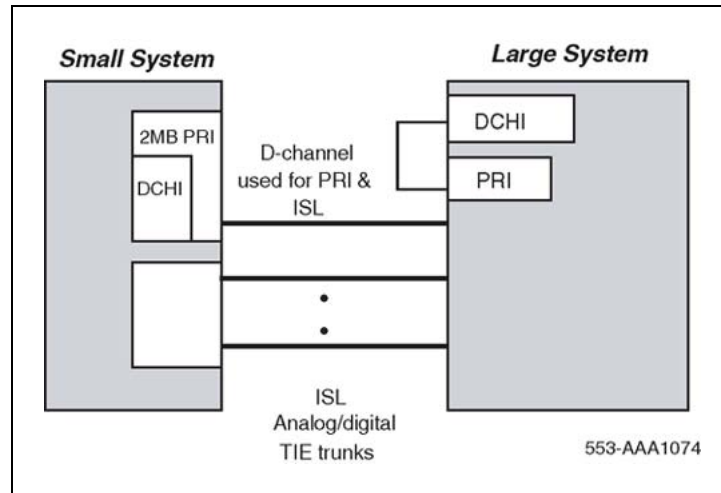 Small System
Large System
2MB PRI
DCHI
D-channel
used for PRI &
ISL
DCHI
PRI
ISL
Analog/digital
TIE trunks
553-AAA1074